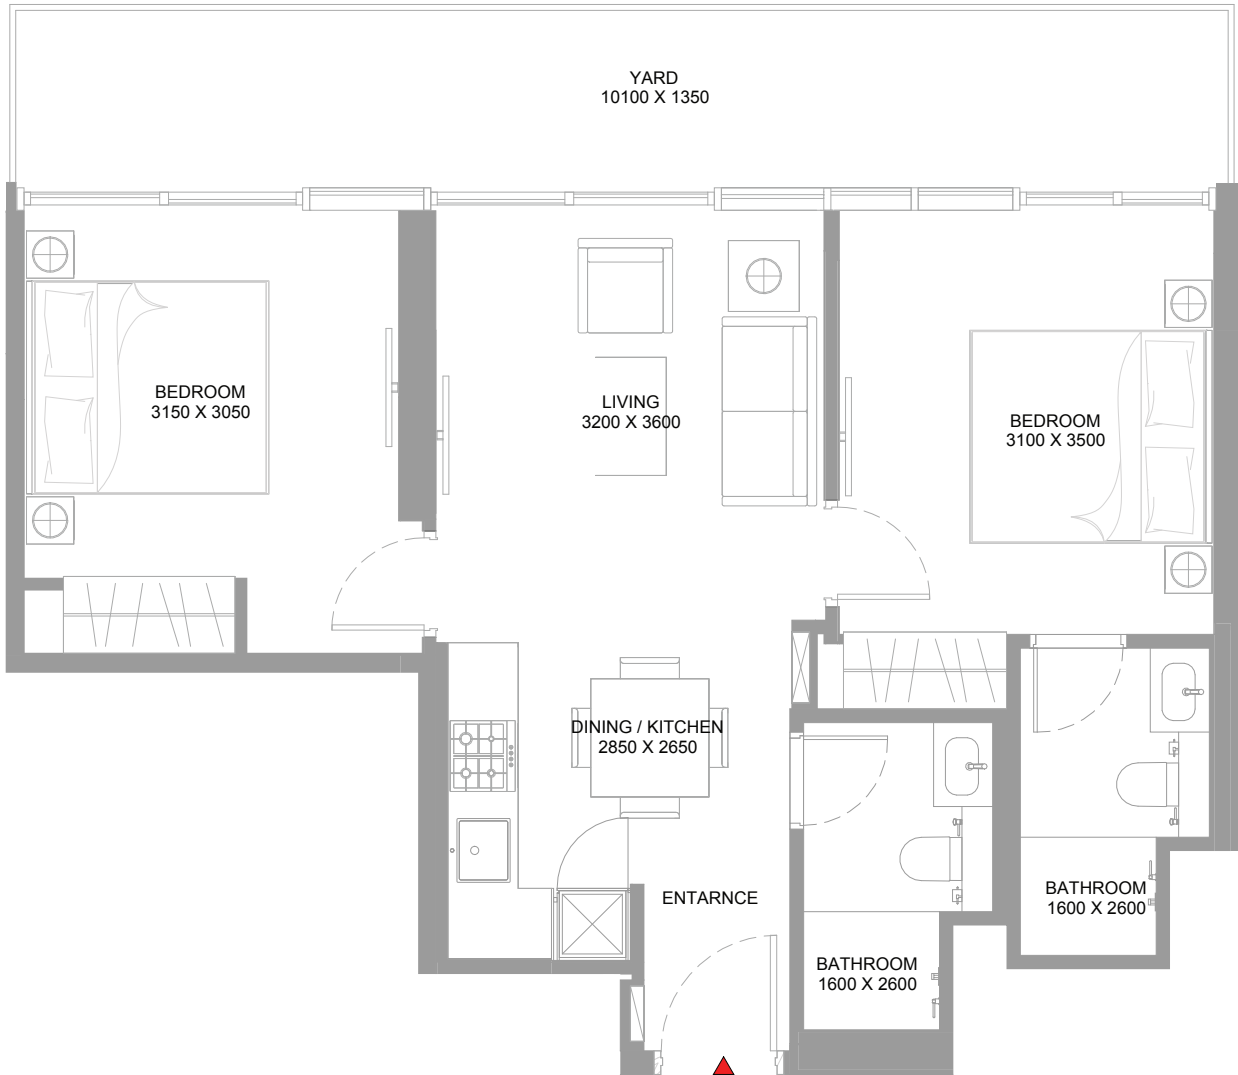 YARD
10100 X 1350
BEDROOM
3150 X 3050
LIVING
3200 X 3600
BEDROOM
3100 X 3500
DINING / KITCHEN
2850 X 2650
ENTARNCE
BATHROOM
1600 X 2600
BATHROOM
1600 X 2600